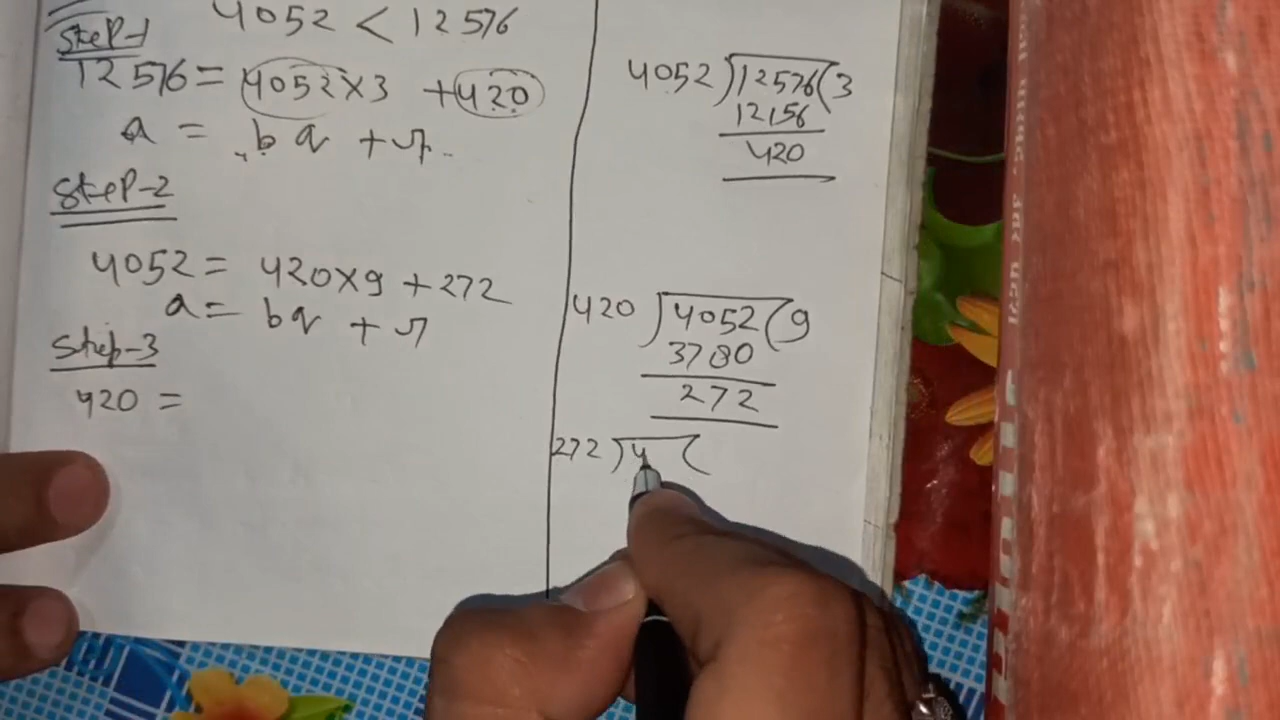 4052 < 12576
Step-1
12576 = 4052×3 + 420
a = bq + r
Step-2
4052 = 420×9 + 272
a = bq + r
Step-3
420 =
4052)12576(3
12156
420
420)4052(9
3780
272
272)4 (